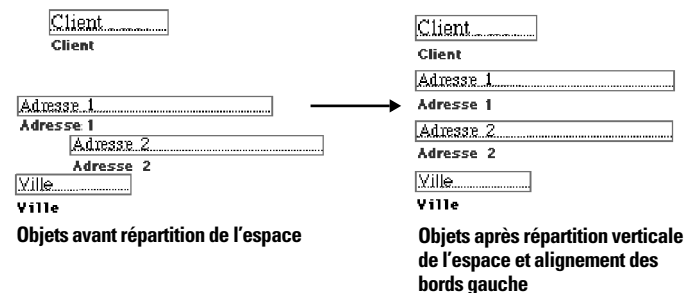 Client
Client
Adresse 1
Adresse 1
Adresse 2
Adresse 2
Ville
Ville
Objets avant répartition de l'espace
Client
Client
Adresse 1
Adresse 1
Adresse 2
Adresse 2
Ville
Ville
Objets après répartition verticale
de l'espace et alignement des
bords gauche